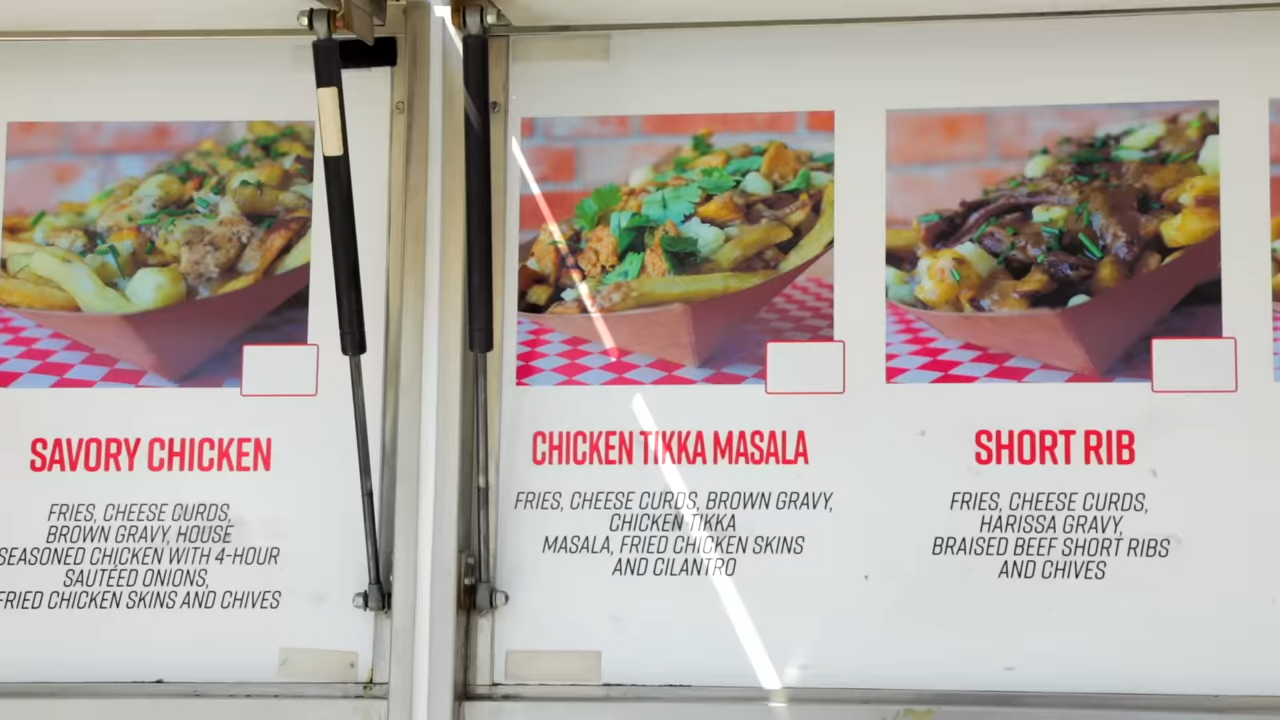 SAVORY CHICKEN
FRIES, CHEESE CURDS,
BROWN GRAVY, HOUSE
SEASONED CHICKEN WITH 4-HOUR
SAUTÉED ONIONS,
FRIED CHICKEN SKINS AND CHIVES
CHICKEN TIKKA MASALA
FRIES, CHEESE CURDS, BROWN GRAVY,
CHICKEN TIKKA
MASALA, FRIED CHICKEN SKINS
AND CILANTRO
SHORT RIB
FRIES, CHEESE CURDS,
HARISSA GRAVY,
BRAISED BEEF SHORT RIBS
AND CHIVES